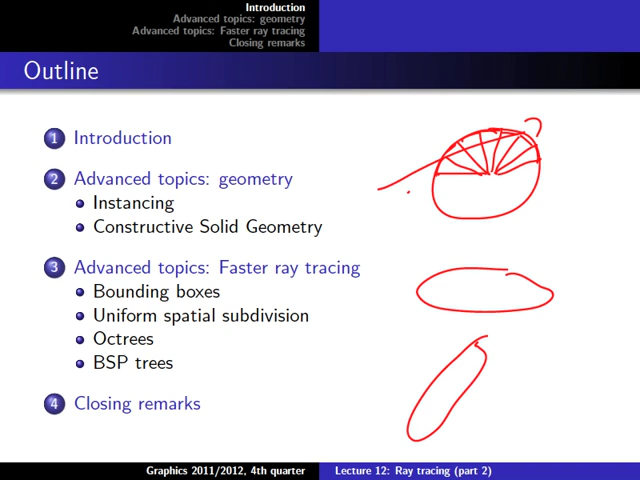 Introduction
Advanced topics: geometry
Advanced topics: Faster ray tracing
Closing remarks
Outline
1 Introduction
2 Advanced topics: geometry
Instancing
Constructive Solid Geometry
3 Advanced topics: Faster ray tracing
Bounding boxes
Uniform spatial subdivision
Octrees
BSP trees
4 Closing remarks
Graphics 2011/2012, 4th quarter
Lecture 12: Ray tracing (part 2)